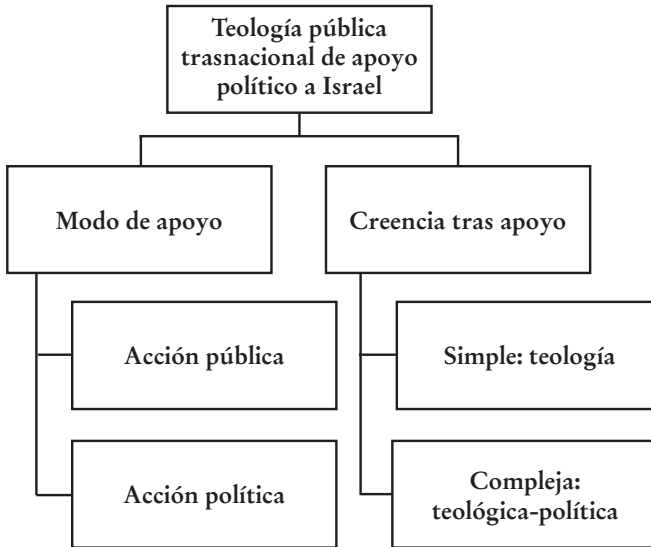 Teología pública
trasnacional de apoyo
político a Israel
Modo de apoyo
Creencia tras apoyo
Acción pública
Simple: teología
Acción política
Compleja:
teológica-política